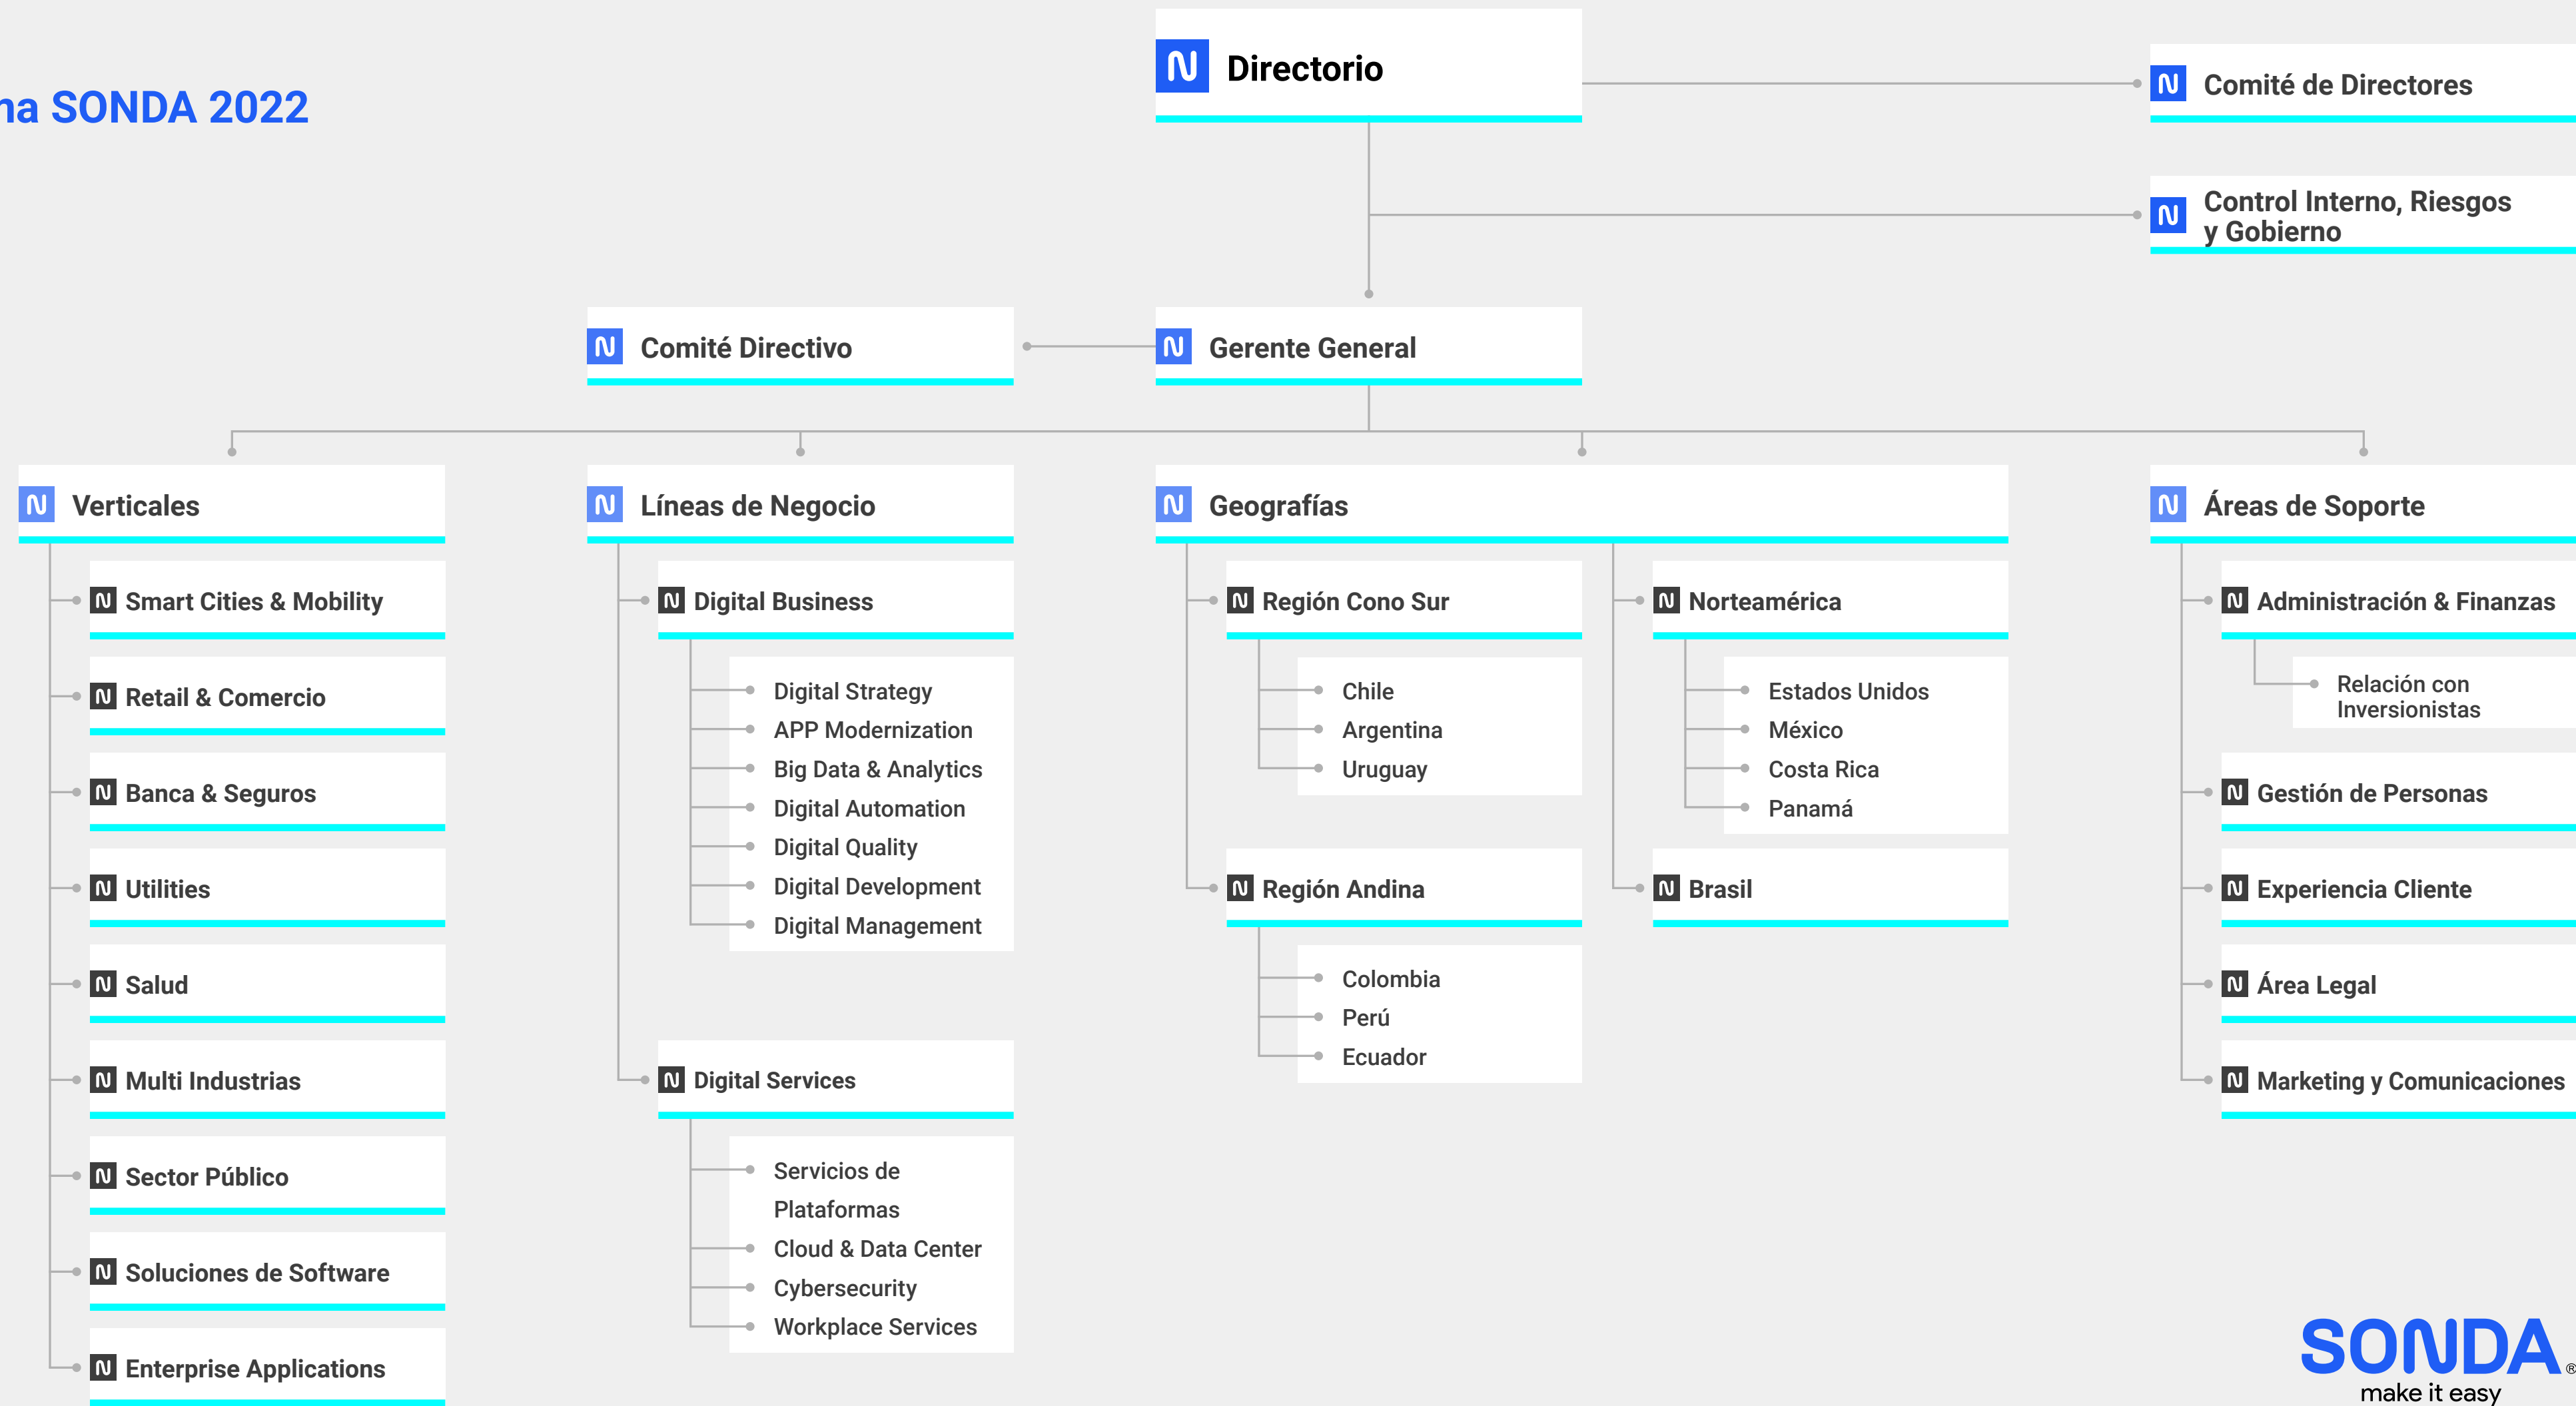 na SONDA 2022
Directorio
Comité de Directores
Control Interno, Riesgos
y Gobierno
Comité Directivo
Gerente General
Verticales
Smart Cities & Mobility
Retail & Comercio
Banca & Seguros
Utilities
Salud
Multi Industrias
Sector Público
Soluciones de Software
Enterprise Applications
Líneas de Negocio
Digital Business
Digital Strategy
APP Modernization
Big Data & Analytics
Digital Automation
Digital Quality
Digital Development
Digital Management
Digital Services
Servicios de
Plataformas
Cloud & Data Center
Cybersecurity
Workplace Services
Geografías
Región Cono Sur
Chile
Argentina
Uruguay
Región Andina
Colombia
Perú
Ecuador
Norteamérica
Estados Unidos
México
Costa Rica
Panamá
Brasil
Áreas de Soporte
Administración & Finanzas
Relación con
Inversionistas
Gestión de Personas
Experiencia Cliente
Área Legal
Marketing y Comunicaciones
SONDA®
make it easy